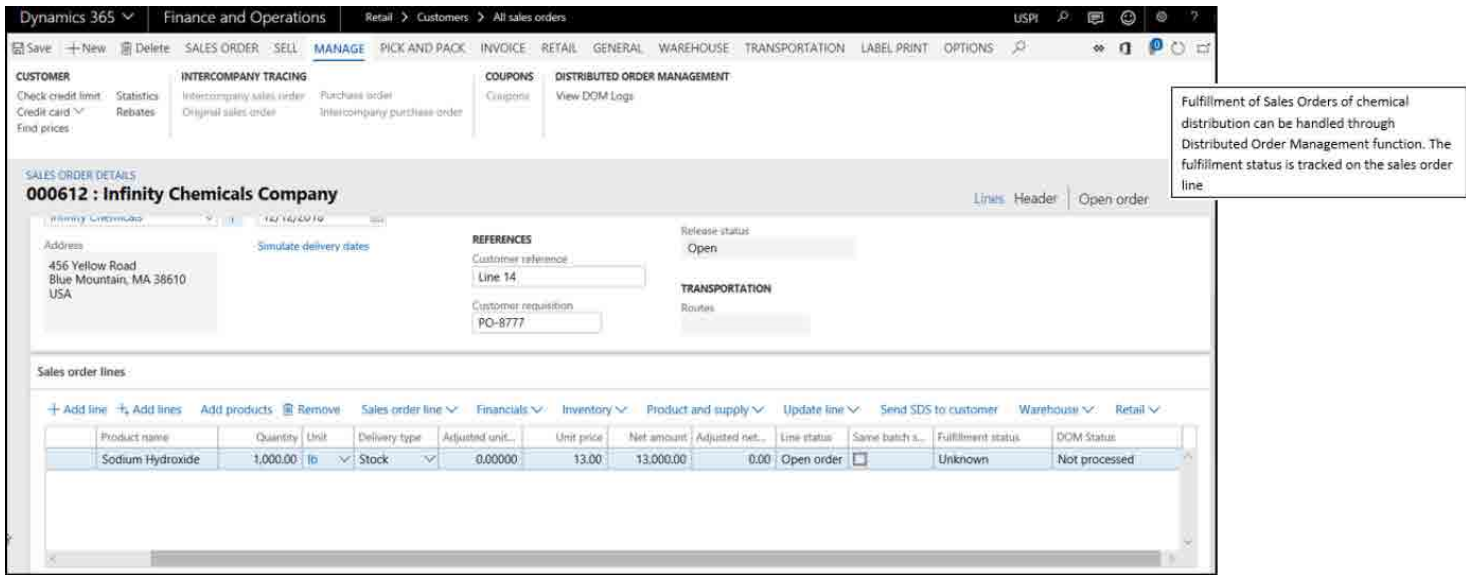 Dynamics 365 Finance and Operations Retail > Customers > All sales orders USPI ?
Save + New Delete SALES ORDER SELL MANAGE PICK AND PACK INVOICE RETAIL GENERAL WAREHOUSE TRANSPORTATION LABEL PRINT OPTIONS 0
CUSTOMER INTERCOMPANY TRACING COUPONS DISTRIBUTED ORDER MANAGEMENT
Check credit limit Statistics Intercompany sales order Purchase order Coupons View DOM Logs
Credit card Rebates Original sales order Intercompany purchase order
Find prices
Fulfillment of Sales Orders of chemical
distribution can be handled through
Distributed Order Management function. The
fulfillment status is tracked on the sales order
line
SALES ORDER DETAILS
000612 : Infinity Chemicals Company
Lines Header Open order
Infinity Chemicals 12/12/2018
Address Simulate delivery dates
456 Yellow Road
Blue Mountain, MA 38610
USA
REFERENCES
Customer reference
Line 14
Customer requisition
PO-8777
Release status
Open
TRANSPORTATION
Routes
Sales order lines
+ Add line Add lines Add products Remove Sales order line Financials Inventory Product and supply Update line Send SDS to customer Warehouse Retail
Product name Quantity Unit Delivery type Adjusted unit... Unit price Net amount Adjusted net... Line status Same batch s... Fulfillment status DOM Status
Sodium Hydroxide 1,000.00 lb Stock 0.00000 13.00 13,000.00 0.00 Open order Unknown Not processed